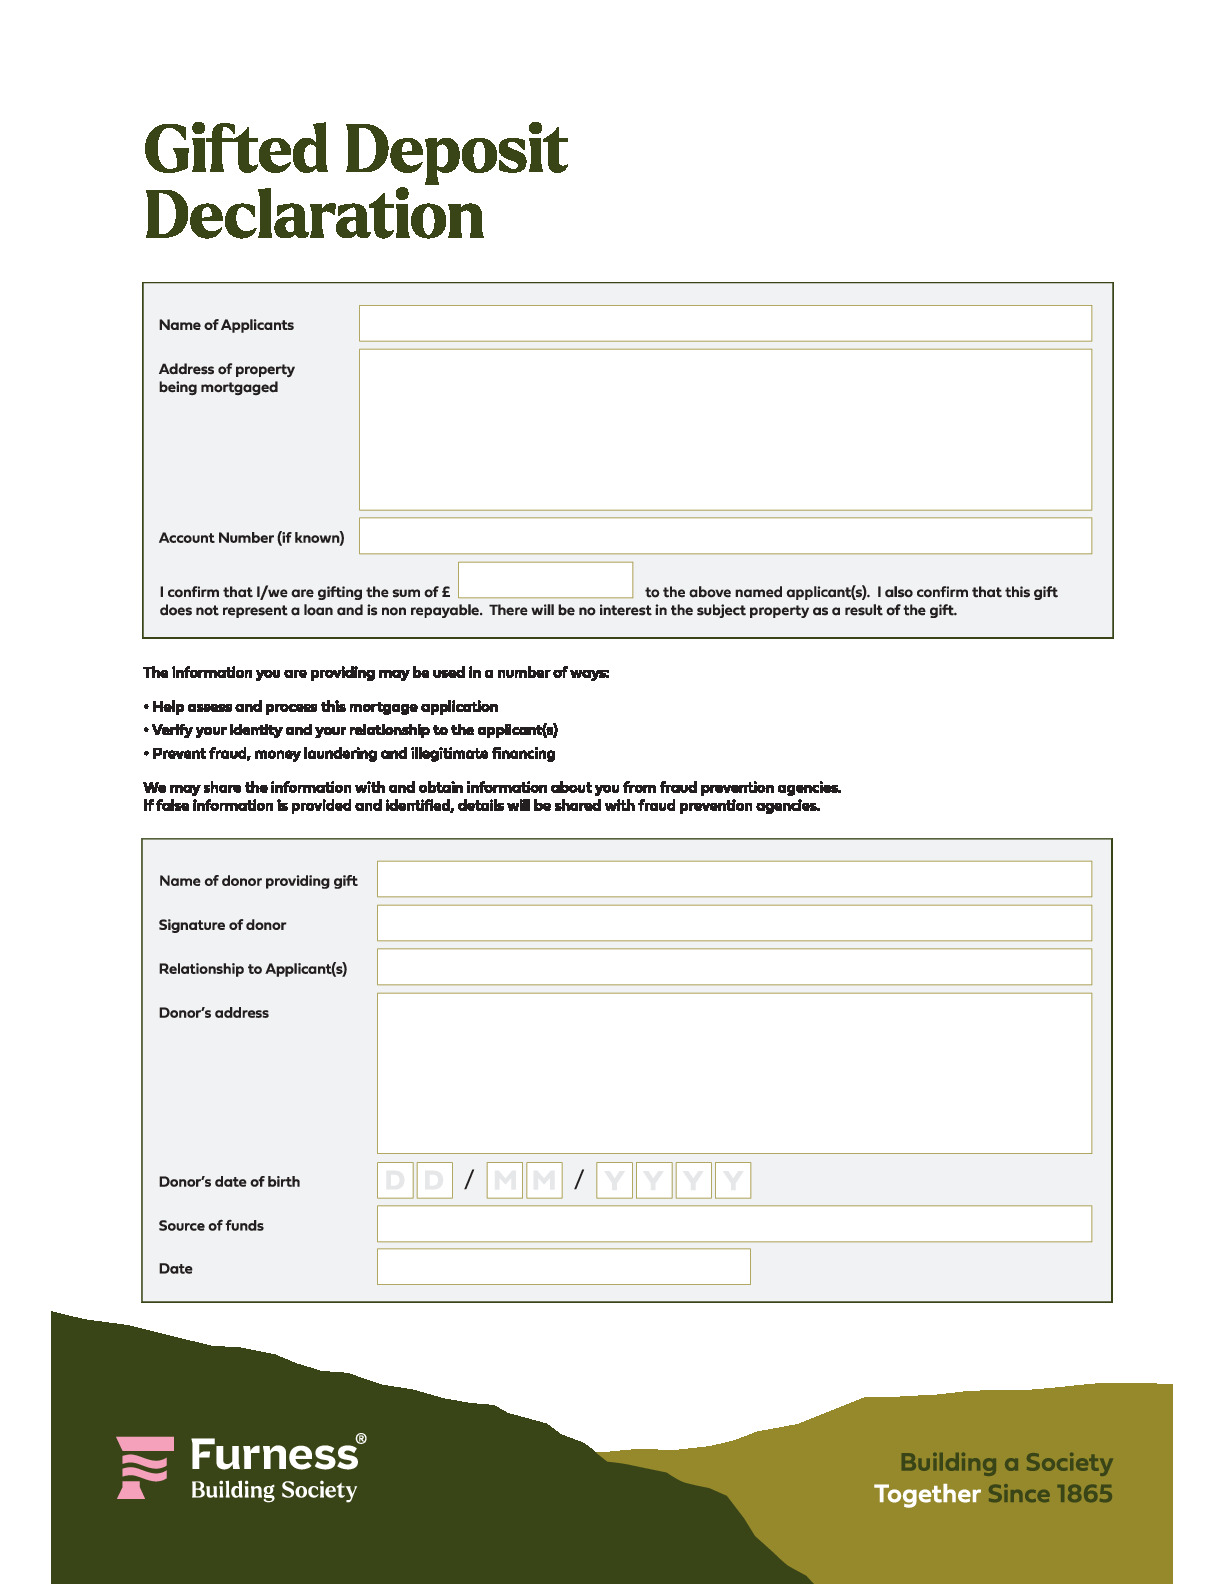 Gifted Deposit
Declaration
Name of Applicants
Address of property
being mortgaged
Account Number (if known)
I confirm that I/we are gifting the sum of £ to the above named applicant(s). I also confirm that this gift
does not represent a loan and is non repayable. There will be no interest in the subject property as a result of the gift.
The information you are providing may be used in a number of ways:
• Help assess and process this mortgage application
• Verify your identity and your relationship to the applicant(s)
• Prevent fraud, money laundering and illegitimate financing
We may share the information with and obtain information about you from fraud prevention agencies.
If false information is provided and identified, details will be shared with fraud prevention agencies.
Name of donor providing gift
Signature of donor
Relationship to Applicant(s)
Donor's address
Donor's date of birth D D / M M / Y Y Y Y
Source of funds
Date
Furness®
Building Society
Building a Society
Together Since 1865